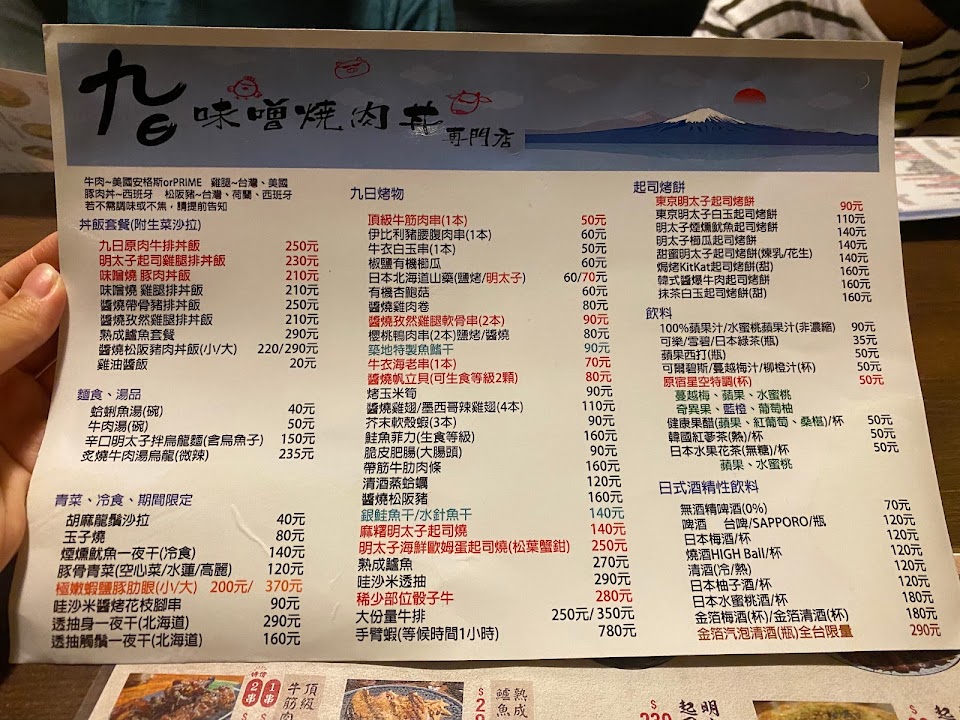 九日 味噌燒肉丼 專門店
牛肉~美國安格斯orPRIME 雞腿~台灣、美國
豚肉丼~西班牙 松阪豬~台灣、荷蘭、西班牙
若不需調味或不焦，請提前告知
丼飯套餐(附生菜沙拉)
九日原肉牛排丼飯 250元
明太子起司雞腿排丼飯 230元
味噌燒 豚肉丼飯 210元
味噌燒 雞腿排丼飯 210元
醬燒帶骨豬排丼飯 250元
醬燒孜然雞腿排丼飯 210元
熟成鱸魚套餐 290元
醬燒松阪豬肉丼飯(小/大) 220/290元
雞油醬飯 20元
麵食、湯品
蛤蜊魚湯(碗) 40元
牛肉湯(碗) 50元
辛口明太子拌烏龍麵(含烏魚子) 150元
炙燒牛肉湯烏龍(微辣) 235元
青菜、冷食、期間限定
胡麻龍鬚沙拉 40元
玉子燒 80元
煙燻魷魚一夜干(冷食) 140元
豚骨青菜(空心菜/水蓮/高麗) 120元
極嫩蝦鹽豚肋眼(小/大) 200元/ 370元
哇沙米醬烤花枝腳串 90元
透抽身一夜干(北海道) 290元
透抽觸鬚一夜干(北海道) 160元
九日烤物
頂級牛筋肉串(1本) 50元
伊比利豬腰腹肉串(1本) 60元
牛衣白玉串(1本) 50元
椒鹽有機櫛瓜 60元
日本北海道山藥(鹽烤/明太子) 60/70元
有機杏鮑菇 60元
醬燒雞肉卷 80元
醬燒孜然雞腿軟骨串(2本) 90元
櫻桃鴨肉串(2本)鹽烤/醬燒 80元
築地特製魚鰭干 90元
牛衣海老串(1本) 70元
醬燒帆立貝(可生食等級2顆) 80元
烤玉米筍 90元
醬燒雞翅/墨西哥辣雞翅(4本) 110元
芥末軟殼蝦(3本) 90元
鮭魚菲力(生食等級) 160元
脆皮肥腸(大腸頭) 90元
帶筋牛肋肉條 160元
清酒蒸蛤蠣 120元
醬燒松阪豬 160元
銀鮭魚干/水針魚干 140元
麻糬明太子起司燒 140元
明太子海鮮歐姆蛋起司燒(松葉蟹鉗) 250元
熟成鱸魚 270元
哇沙米透抽 290元
稀少部位骰子牛 280元
大份量牛排 250元/ 350元
手臂蝦(等候時間1小時) 780元
起司烤餅
東京明太子起司烤餅 90元
東京明太子白玉起司烤餅 110元
明太子煙燻魷魚起司烤餅 140元
明太子櫛瓜起司烤餅 140元
甜蜜明太子起司烤餅(煉乳/花生) 140元
焗烤KitKat起司烤餅(甜) 160元
韓式醬爆牛肉起司烤餅 160元
抹茶白玉起司烤餅(甜) 160元
飲料
100%蘋果汁/水蜜桃蘋果汁(非濃縮) 90元
可樂/雪碧/日本綠茶(瓶) 35元
蘋果西打(瓶) 50元
可爾碧斯/蔓越梅汁/柳橙汁(杯) 50元
原宿星空特調(杯) 50元
蔓越梅、蘋果、水蜜桃
奇異果、藍橙、葡萄柚
健康果醋(蘋果、紅葡萄、桑椹)/杯 50元
韓國紅蔘茶(熱)/杯 50元
日本水果花茶(無糖)/杯 50元
蘋果、水蜜桃
日式酒精性飲料
無酒精啤酒(0%) 70元
啤酒 台啤/SAPPORO/瓶 120元
日本梅酒/杯 120元
燒酒HIGH Ball/杯 120元
清酒(冷/熱) 120元
日本柚子酒/杯 120元
日本水蜜桃酒/杯 180元
金箔梅酒(杯)/金箔清酒(杯) 180元
金箔汽泡清酒(瓶)全台限量 290元
頂級
牛筋肉
1串
2串
熟成
鱸魚